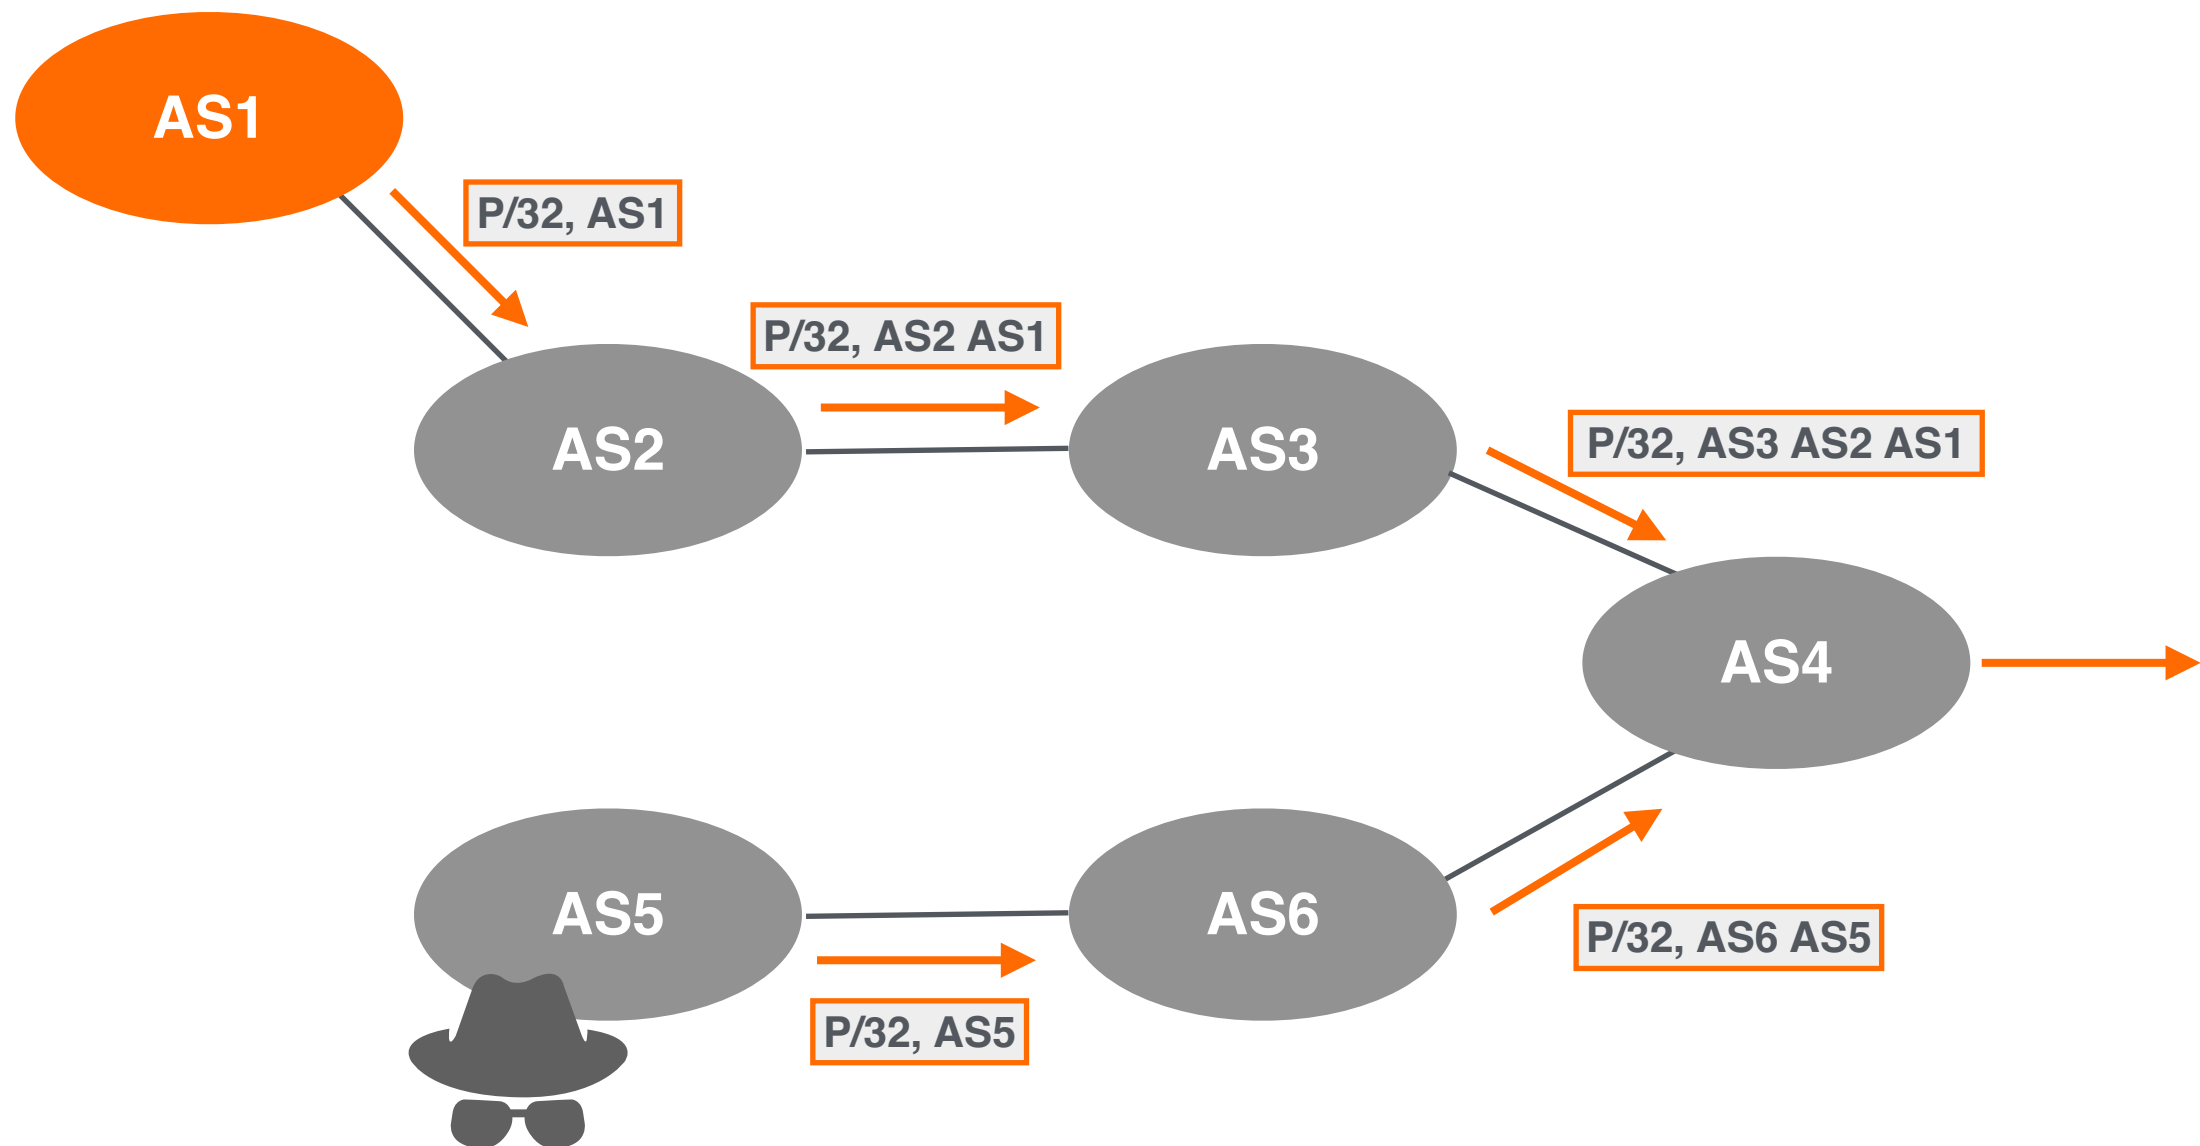 AS1
P/32, AS1
P/32, AS2 AS1
AS2
AS3
P/32, AS3 AS2 AS1
AS4
AS5
AS6
P/32, AS6 AS5
P/32, AS5